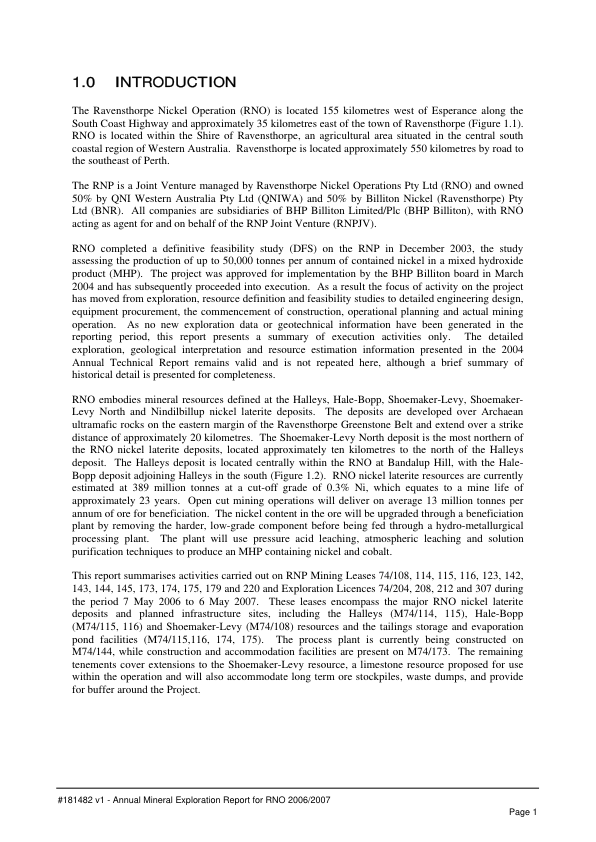 1.0 INTRODUCTION
The Ravensthorpe Nickel Operation (RNO) is located 155 kilometres west of Esperance along the
South Coast Highway and approximately 35 kilometres east of the town of Ravensthorpe (Figure 1.1).
RNO is located within the Shire of Ravensthorpe, an agricultural area situated in the central south
coastal region of Western Australia. Ravensthorpe is located approximately 550 kilometres by road to
the southeast of Perth.
The RNP is a Joint Venture managed by Ravensthorpe Nickel Operations Pty Ltd (RNO) and owned
50% by QNI Western Australia Pty Ltd (QNIWA) and 50% by Billiton Nickel (Ravensthorpe) Pty
Ltd (BNR). All companies are subsidiaries of BHP Billiton Limited/Plc (BHP Billiton), with RNO
acting as agent for and on behalf of the RNP Joint Venture (RNPJV).
RNO completed a definitive feasibility study (DFS) on the RNP in December 2003, the study
assessing the production of up to 50,000 tonnes per annum of contained nickel in a mixed hydroxide
product (MHP). The project was approved for implementation by the BHP Billiton board in March
2004 and has subsequently proceeded into execution. As a result the focus of activity on the project
has moved from exploration, resource definition and feasibility studies to detailed engineering design,
equipment procurement, the commencement of construction, operational planning and actual mining
operation. As no new exploration data or geotechnical information have been generated in the
reporting period, this report presents a summary of execution activities only. The detailed
exploration, geological interpretation and resource estimation information presented in the 2004
Annual Technical Report remains valid and is not repeated here, although a brief summary of
historical detail is presented for completeness.
RNO embodies mineral resources defined at the Halleys, Hale-Bopp, Shoemaker-Levy, Shoemaker-
Levy North and Nindilbillup nickel laterite deposits. The deposits are developed over Archaean
ultramafic rocks on the eastern margin of the Ravensthorpe Greenstone Belt and extend over a strike
distance of approximately 20 kilometres. The Shoemaker-Levy North deposit is the most northern of
the RNO nickel laterite deposits, located approximately ten kilometres to the north of the Halleys
deposit. The Halleys deposit is located centrally within the RNO at Bandalup Hill, with the Hale-
Bopp deposit adjoining Halleys in the south (Figure 1.2). RNO nickel laterite resources are currently
estimated at 389 million tonnes at a cut-off grade of 0.3% Ni, which equates to a mine life of
approximately 23 years. Open cut mining operations will deliver on average 13 million tonnes per
annum of ore for beneficiation. The nickel content in the ore will be upgraded through a beneficiation
plant by removing the harder, low-grade component before being fed through a hydro-metallurgical
processing plant. The plant will use pressure acid leaching, atmospheric leaching and solution
purification techniques to produce an MHP containing nickel and cobalt.
This report summarises activities carried out on RNP Mining Leases 74/108, 114, 115, 116, 123, 142,
143, 144, 145, 173, 174, 175, 179 and 220 and Exploration Licences 74/204, 208, 212 and 307 during
the period 7 May 2006 to 6 May 2007. These leases encompass the major RNO nickel laterite
deposits and planned infrastructure sites, including the Halleys (M74/114, 115), Hale-Bopp
(M74/115, 116) and Shoemaker-Levy (M74/108) resources and the tailings storage and evaporation
pond facilities (M74/115,116, 174, 175). The process plant is currently being constructed on
M74/144, while construction and accommodation facilities are present on M74/173. The remaining
tenements cover extensions to the Shoemaker-Levy resource, a limestone resource proposed for use
within the operation and will also accommodate long term ore stockpiles, waste dumps, and provide
for buffer around the Project.
#181482 v1 - Annual Mineral Exploration Report for RNO 2006/2007
Page 1